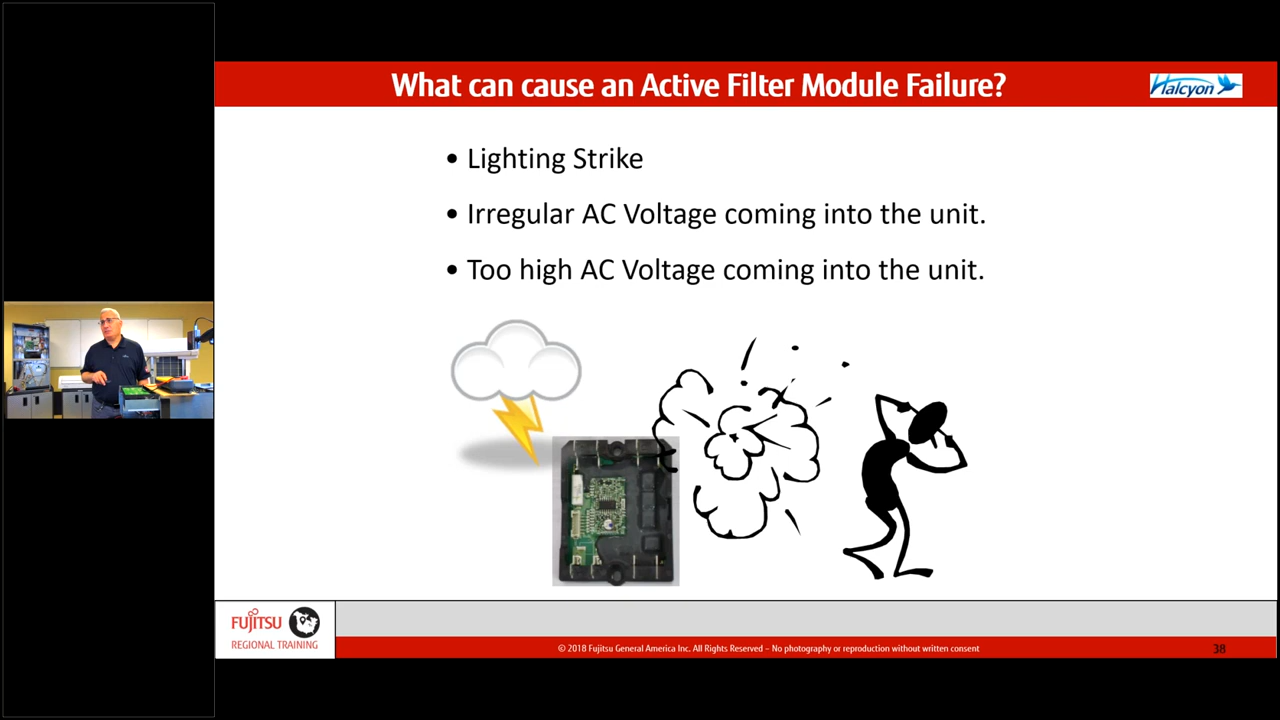 What can cause an Active Filter Module Failure?
Halcyon
• Lighting Strike
• Irregular AC Voltage coming into the unit.
• Too high AC Voltage coming into the unit.
FUJITSU
REGIONAL TRAINING
© 2018 Fujitsu General America Inc. All Rights Reserved – No photography or reproduction without written consent
38